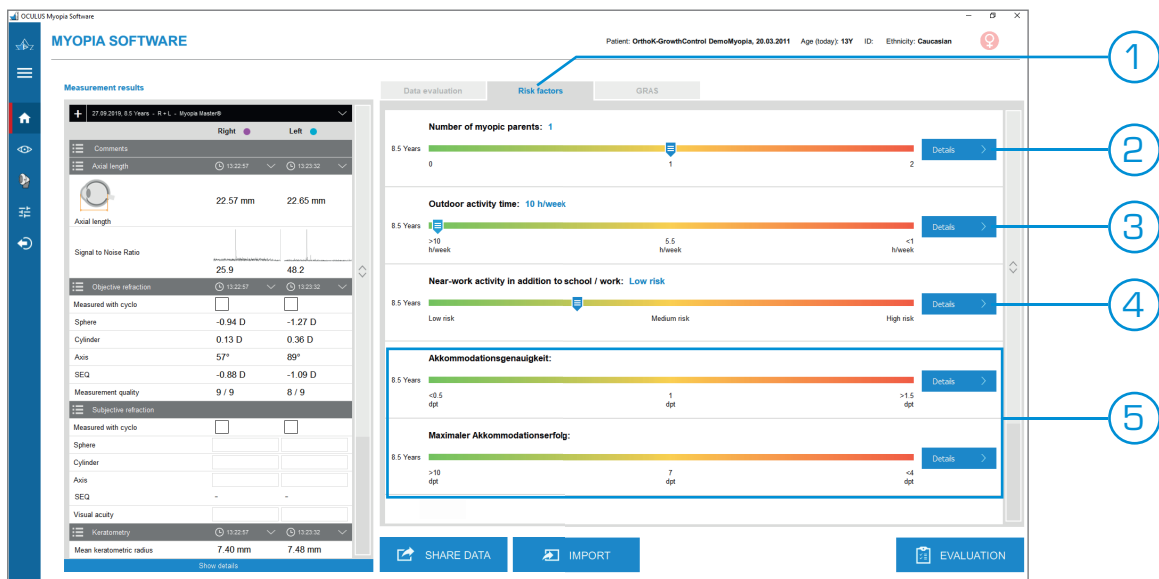 OCULUS Myopia Software
MYOPIA SOFTWARE
Patient: OrthoK-GrowthControl DemoMyopia, 20.03.2011 Age (today): 13Y ID: Ethnicity: Caucasian
1
Measurement results
27.09.2019, 8.5 Years - R + L - Myopia Master®
Right Left
Comments
Axial length 13:22:57 13:23:32
22.57 mm 22.65 mm
Axial length
Signal to Noise Ratio
25.9 48.2
Objective refraction 13:22:57 13:23:32
Measured with cyclo
Sphere -0.94 D -1.27 D
Cylinder 0.13 D 0.36 D
Axis 57° 89°
SEQ -0.88 D -1.09 D
Measurement quality 9 / 9 8 / 9
Subjective refraction
Measured with cyclo
Sphere
Cylinder
Axis
SEQ - -
Visual acuity
Keratometry 13:22:57 13:23:32
Mean keratometric radius 7.40 mm 7.48 mm
Show details
Data evaluation Risk factors GRAS
Number of myopic parents: 1
8.5 Years Details
0 1 2
2
Outdoor activity time: 10 h/week
8.5 Years Details
>10 5.5 <1
h/week h/week h/week
3
Near-work activity in addition to school / work: Low risk
8.5 Years Details
Low risk Medium risk High risk
4
Akkommodationsgenauigkeit:
8.5 Years Details
<0.5 1 >1.5
dpt dpt dpt
5
Maximaler Akkommodationserfolg:
8.5 Years Details
>10 7 <4
dpt dpt dpt
SHARE DATA IMPORT EVALUATION